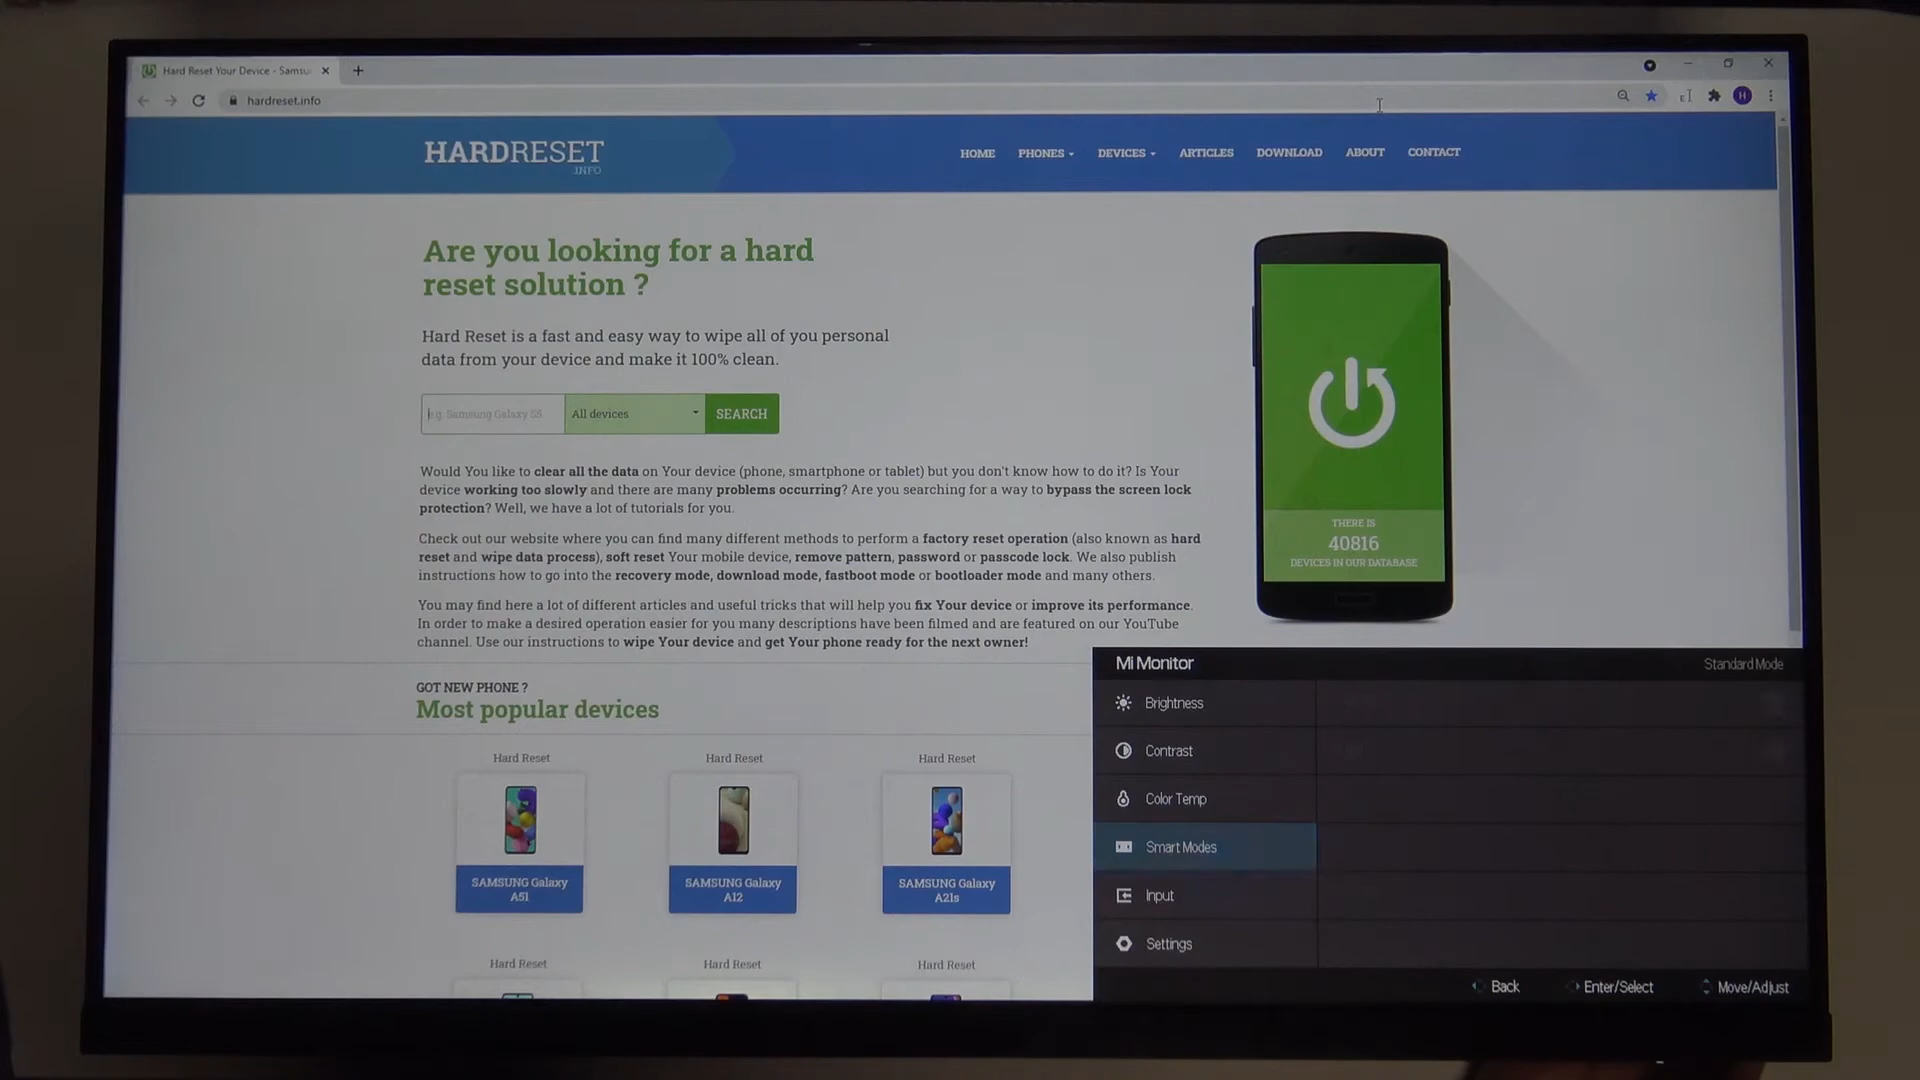 Hard Reset Your Device - Samsu
hardreset.info
HARDRESET
.INFO
HOME PHONES DEVICES ARTICLES DOWNLOAD ABOUT CONTACT
H
Are you looking for a hard
reset solution ?
Hard Reset is a fast and easy way to wipe all of you personal
data from your device and make it 100% clean.
e.g. Samsung Galaxy S5 All devices SEARCH
Would You like to clear all the data on Your device (phone, smartphone or tablet) but you don't know how to do it? Is Your
device working too slowly and there are many problems occurring? Are you searching for a way to bypass the screen lock
protection? Well, we have a lot of tutorials for you.
Check out our website where you can find many different methods to perform a factory reset operation (also known as hard
reset and wipe data process), soft reset Your mobile device, remove pattern, password or passcode lock. We also publish
instructions how to go into the recovery mode, download mode, fastboot mode or bootloader mode and many others.
You may find here a lot of different articles and useful tricks that will help you fix Your device or improve its performance.
In order to make a desired operation easier for you many descriptions have been filmed and are featured on our YouTube
channel. Use our instructions to wipe Your device and get Your phone ready for the next owner!
THERE IS
40816
DEVICES IN OUR DATABASE
GOT NEW PHONE ?
Most popular devices
Hard Reset
SAMSUNG Galaxy
A51
Hard Reset
SAMSUNG Galaxy
A12
Hard Reset
SAMSUNG Galaxy
A21s
Hard Reset
Hard Reset
Hard Reset
Mi Monitor
Standard Mode
Brightness
Contrast
Color Temp
Smart Modes
Input
Settings
Back Enter/Select Move/Adjust